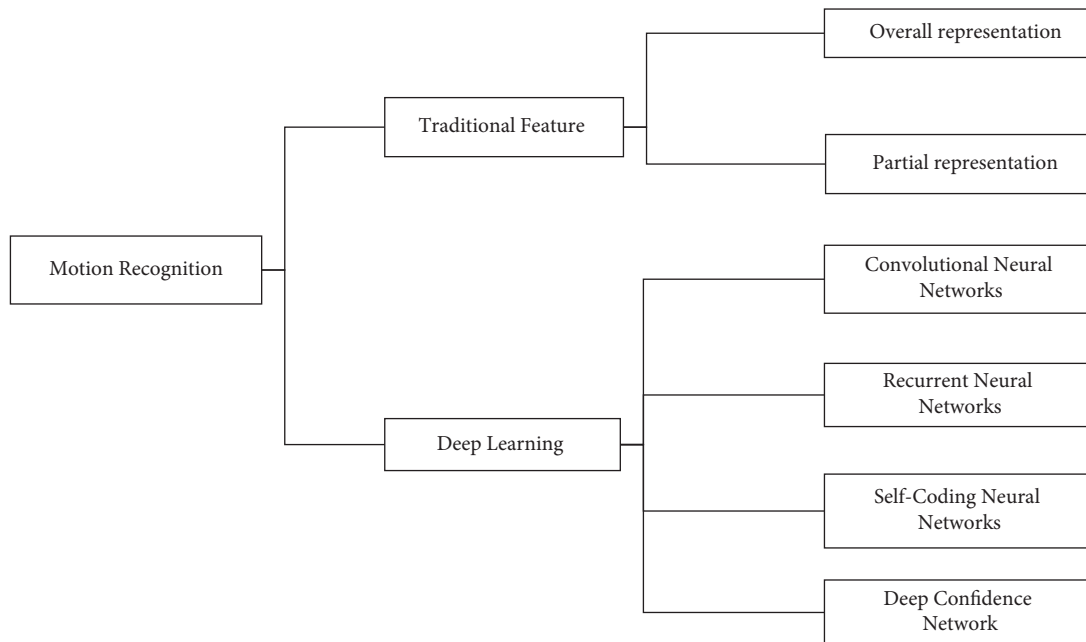 Motion Recognition
Traditional Feature
Overall representation
Partial representation
Deep Learning
Convolutional Neural
Networks
Recurrent Neural
Networks
Self-Coding Neural
Networks
Deep Confidence
Network